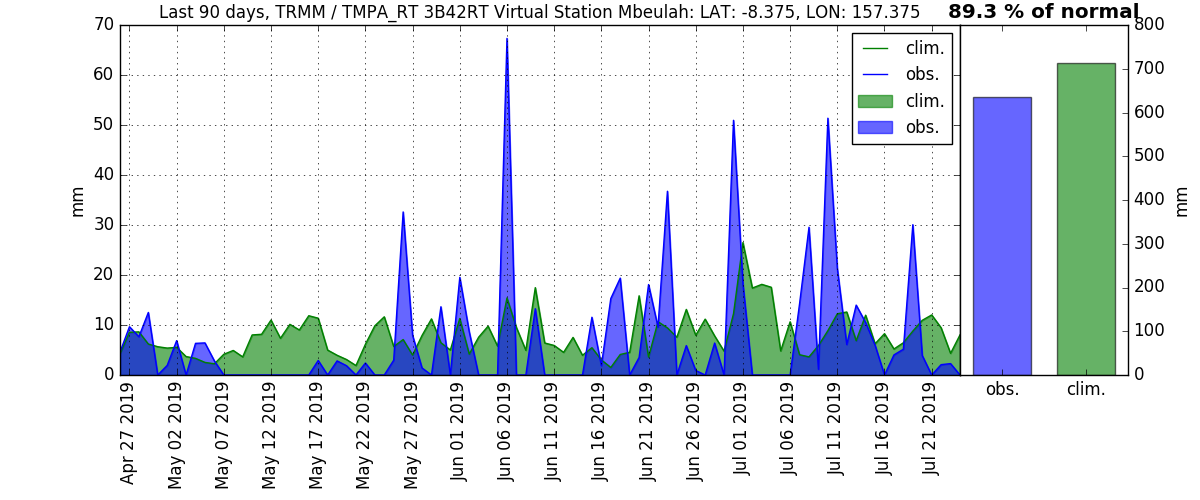 Last 90 days, TRMM / TMPA_RT 3B42RT Virtual Station Mbeulah: LAT: -8.375, LON: 157.375
89.3 % of normal
70
60
50
40
30
20
10
0
mm
clim.
obs.
clim.
obs.
800
700
600
500
400
300
200
100
0
mm
obs.
clim.
Apr 27 2019
May 02 2019
May 07 2019
May 12 2019
May 17 2019
May 22 2019
May 27 2019
Jun 01 2019
Jun 06 2019
Jun 11 2019
Jun 16 2019
Jun 21 2019
Jun 26 2019
Jul 01 2019
Jul 06 2019
Jul 11 2019
Jul 16 2019
Jul 21 2019